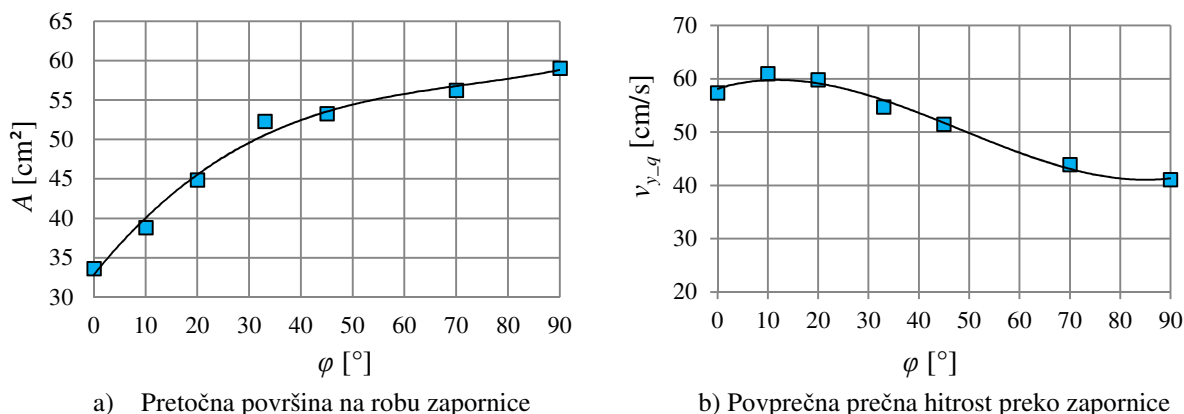 65
60
55
50
45
40
35
30
A [cm²]
0 10 20 30 40 50 60 70 80 90
φ [°]
a) Pretočna površina na robu zapornice
70
60
50
40
30
20
v_{y_q} [cm/s]
0 10 20 30 40 50 60 70 80 90
φ [°]
b) Povprečna prečna hitrost preko zapornice